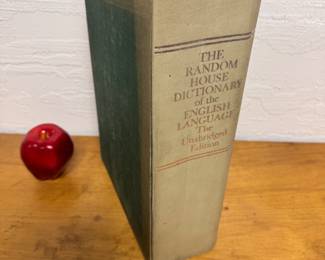 THE
RANDOM
HOUSE
DICTIONARY
of the
ENGLISH
LANGUAGE
The
Unabridged
Edition